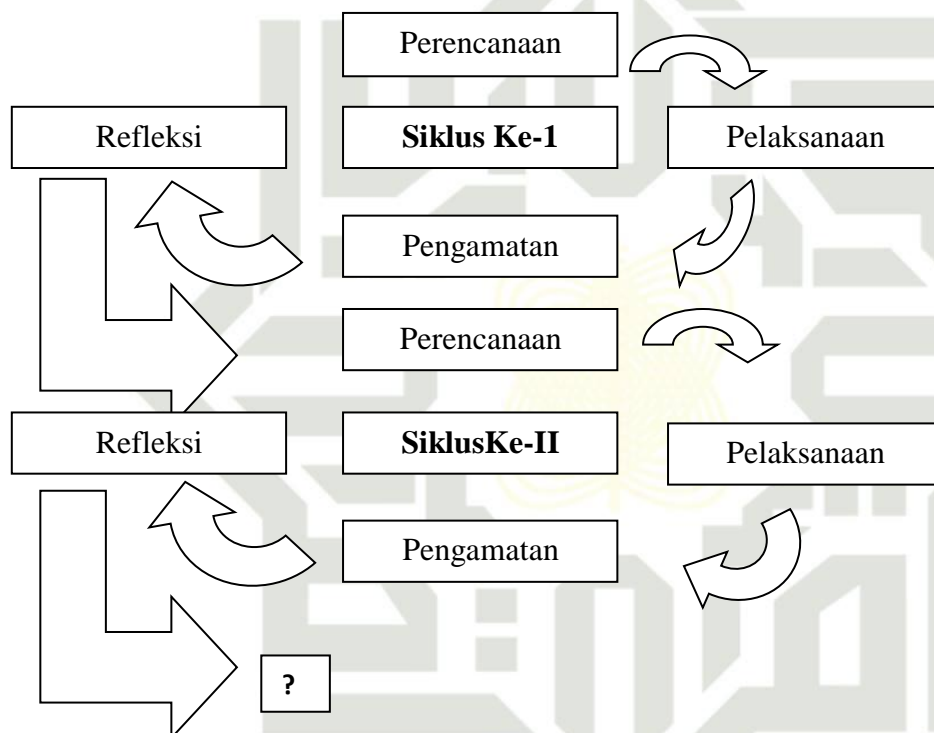 Perencanaan
Refleksi
Siklus Ke-1
Pelaksanaan
Pengamatan
Perencanaan
Refleksi
SiklusKe-II
Pelaksanaan
Pengamatan
?